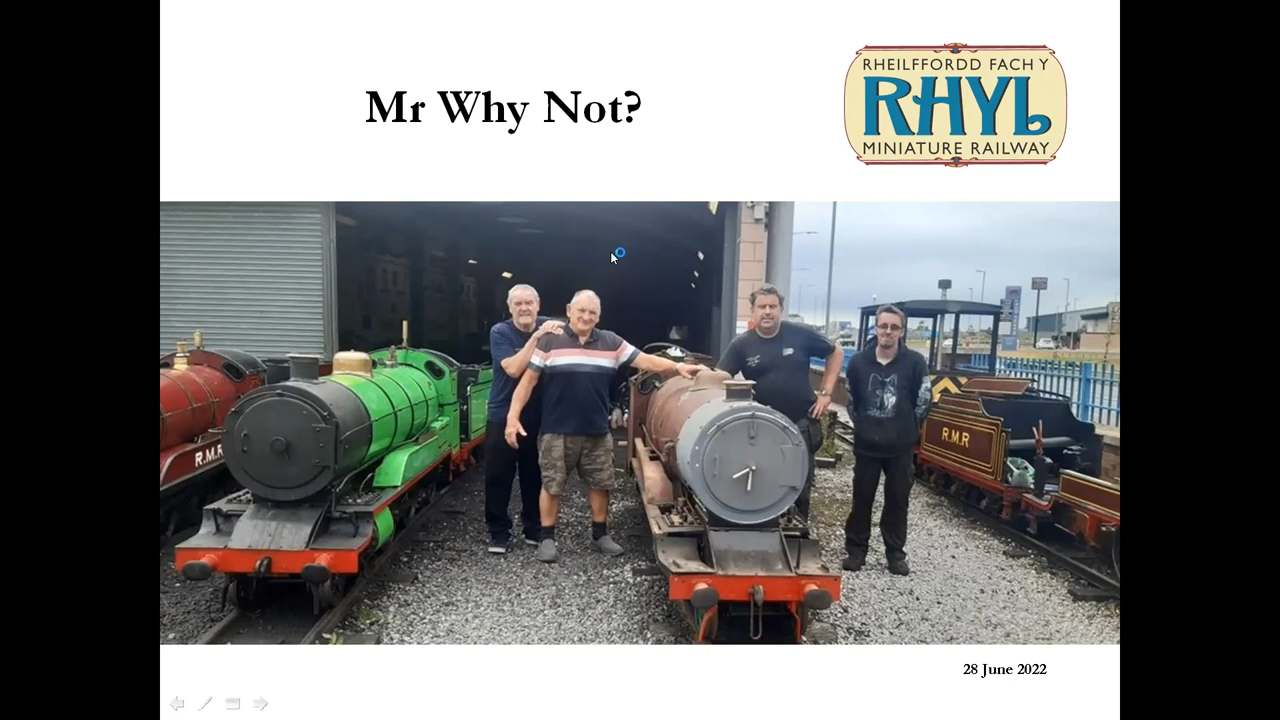 Mr Why Not?
RHEILFFORDD FACH Y
RHYL
MINIATURE RAILWAY
R.M.R
R.M.R
28 June 2022